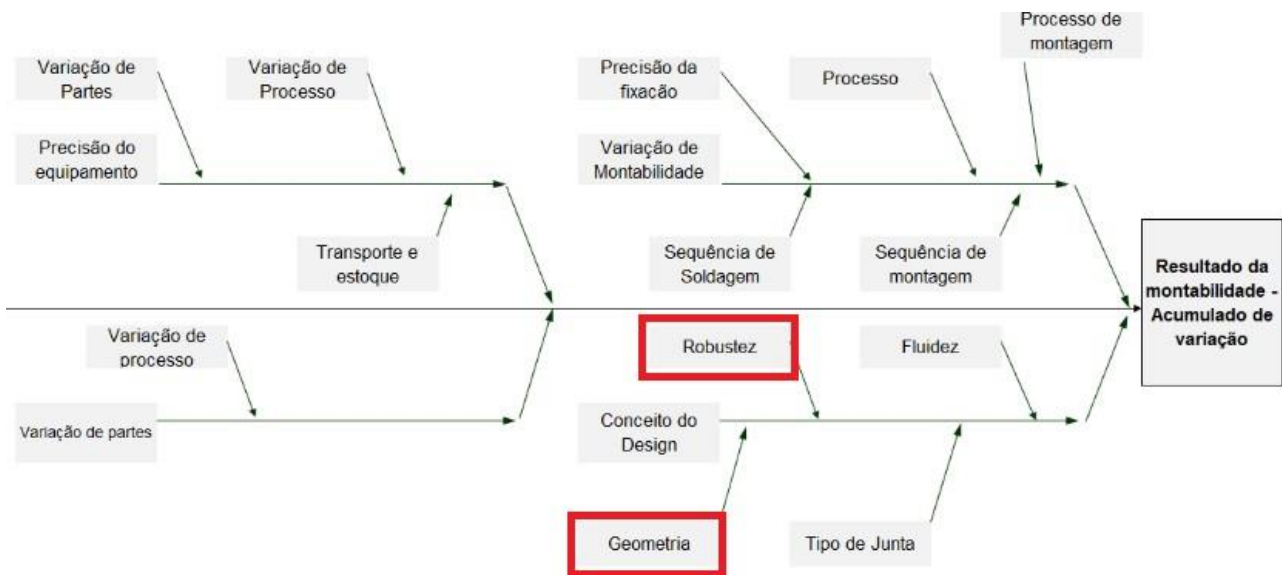 Processo de
montagem
Variação de
Partes
Variação de
Processo
Precisão da
fixacão
Processo
Precisão do
equipamento
Variação de
Montabilidade
Transporte e
estoque
Sequência de
Soldagem
Sequência de
montagem
Resultado da
montabilidade -
Acumulado de
variação
Variação de
processo
Robustez
Fluidez
Variação de partes
Conceito do
Design
Geometria
Tipo de Junta